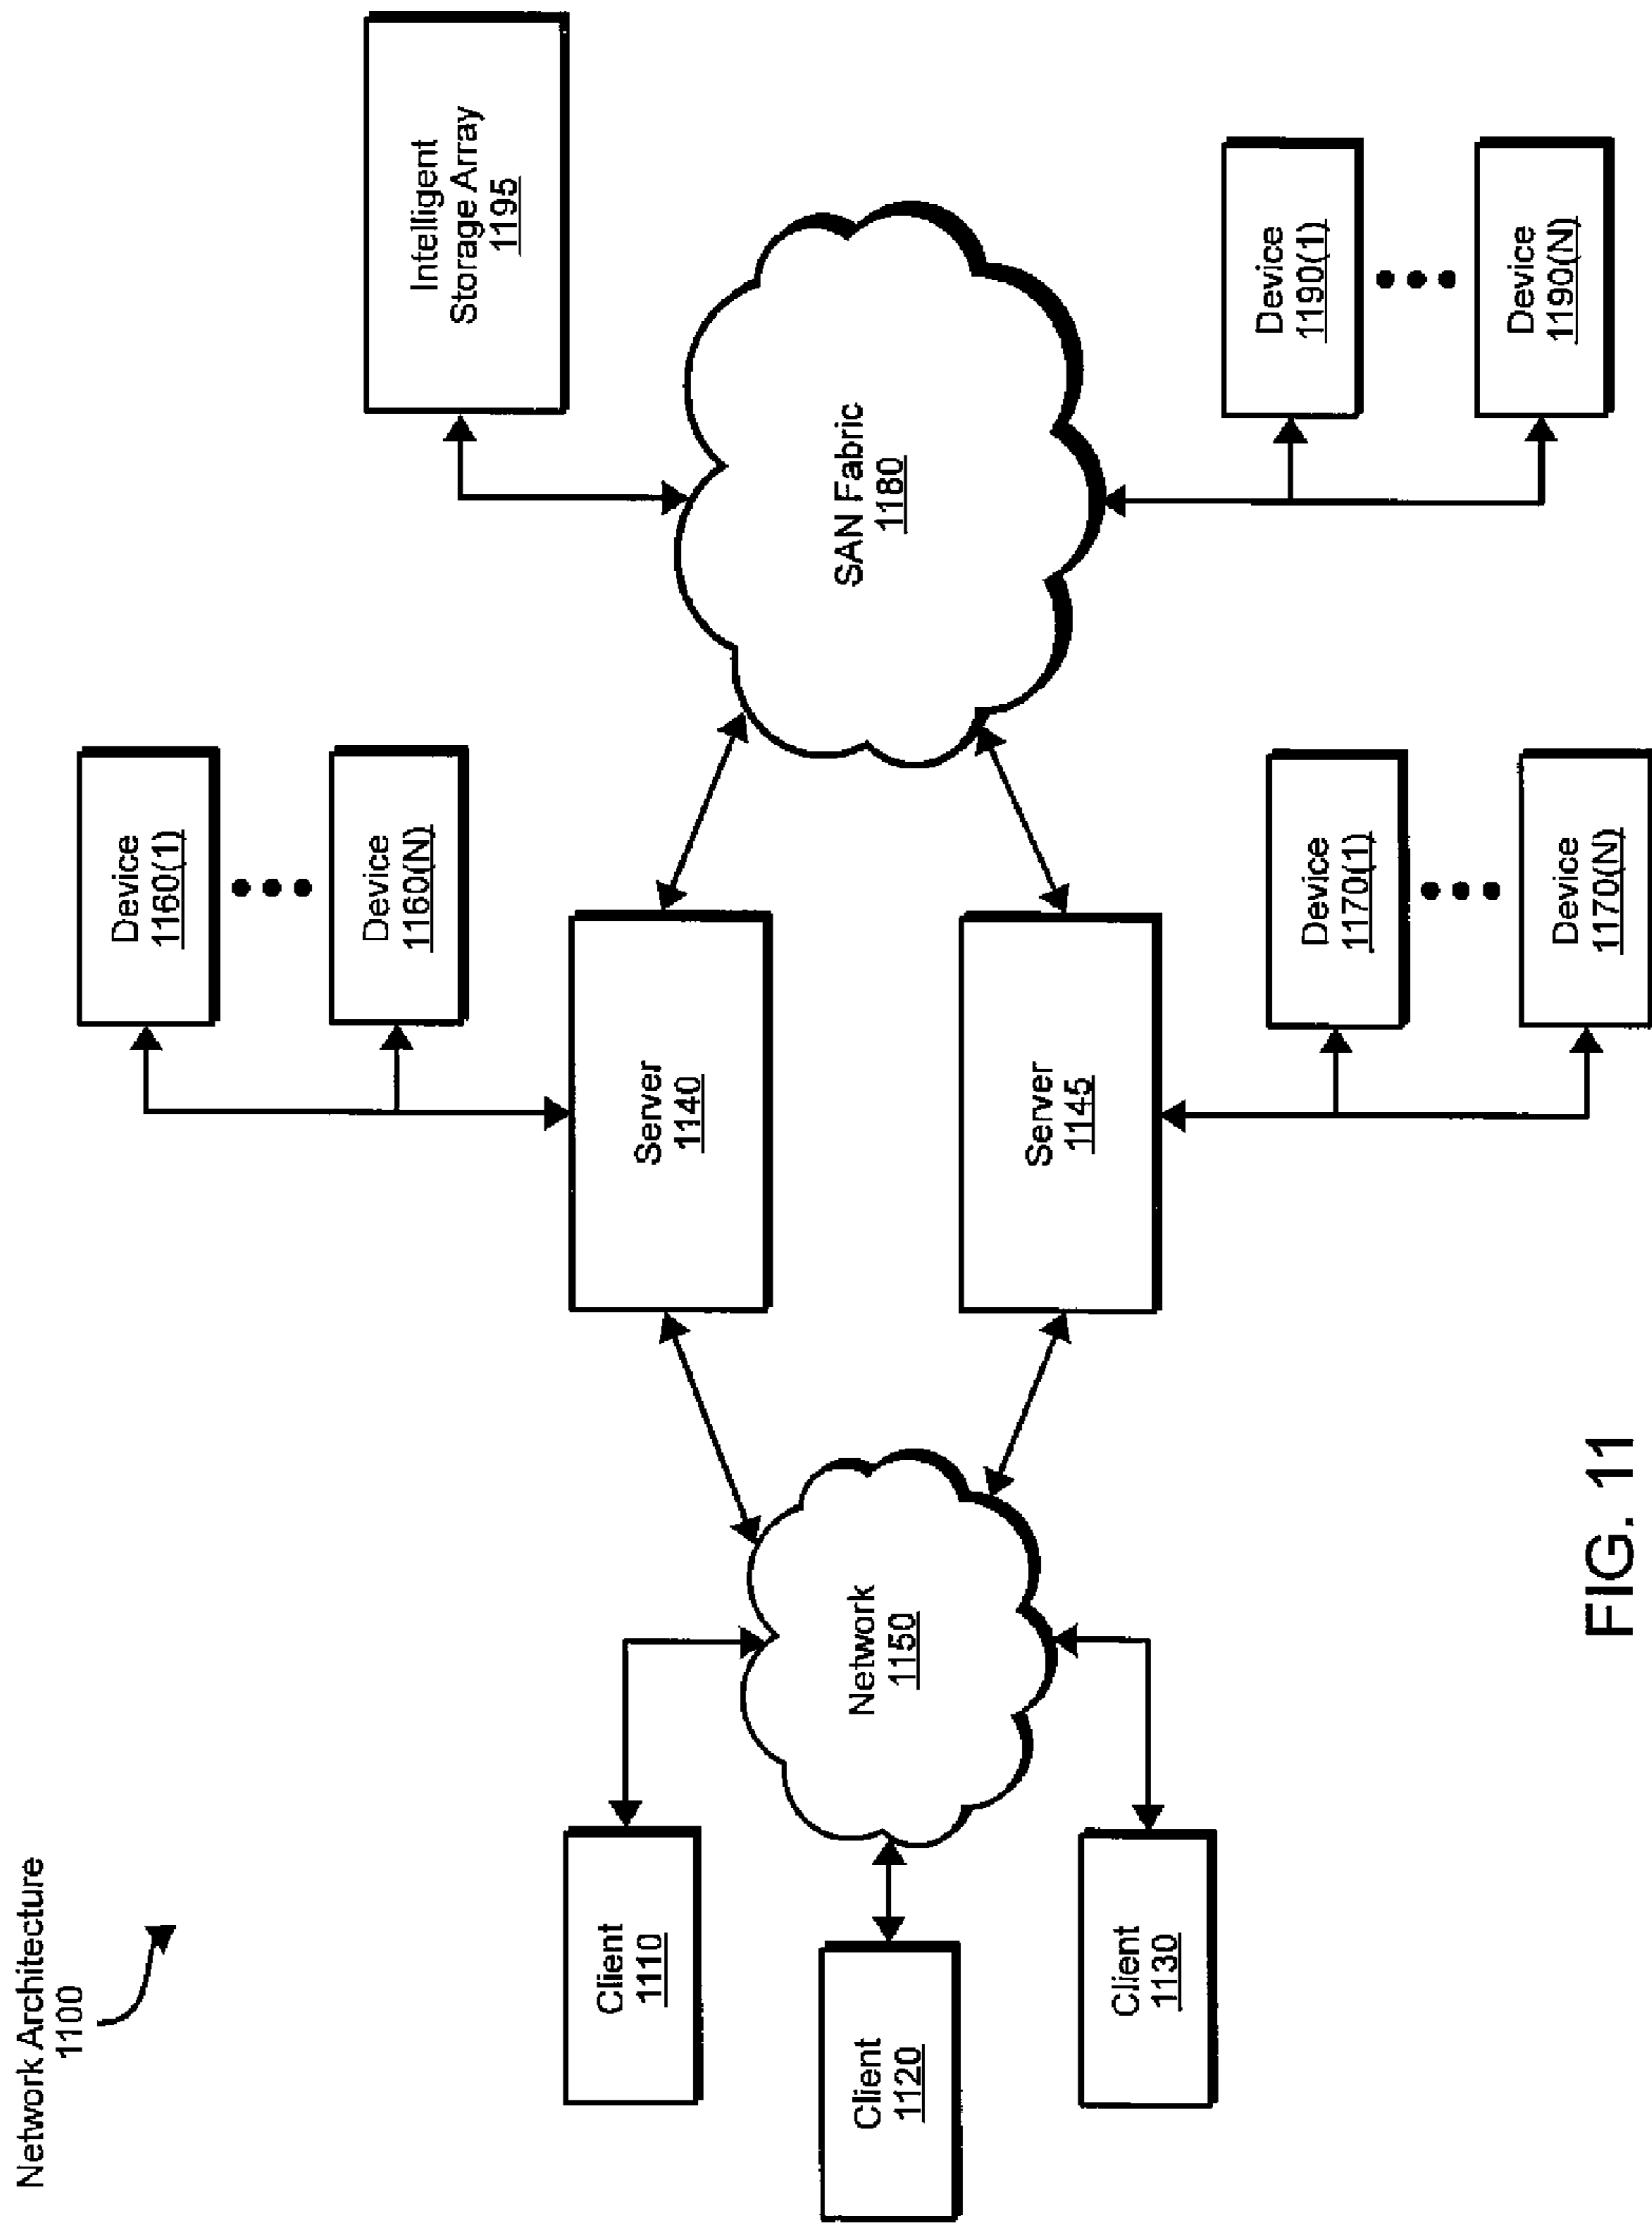 Network Architecture
1100
Device
1160(1)
Device
1160(N)
Intelligent
Storage Array
1195
Client
1110
Server
1140
Client
1120
Network
1150
SAN Fabric
1180
Client
1130
Server
1145
Device
1170(1)
Device
1170(N)
Device
1190(1)
Device
1190(N)
FIG. 11